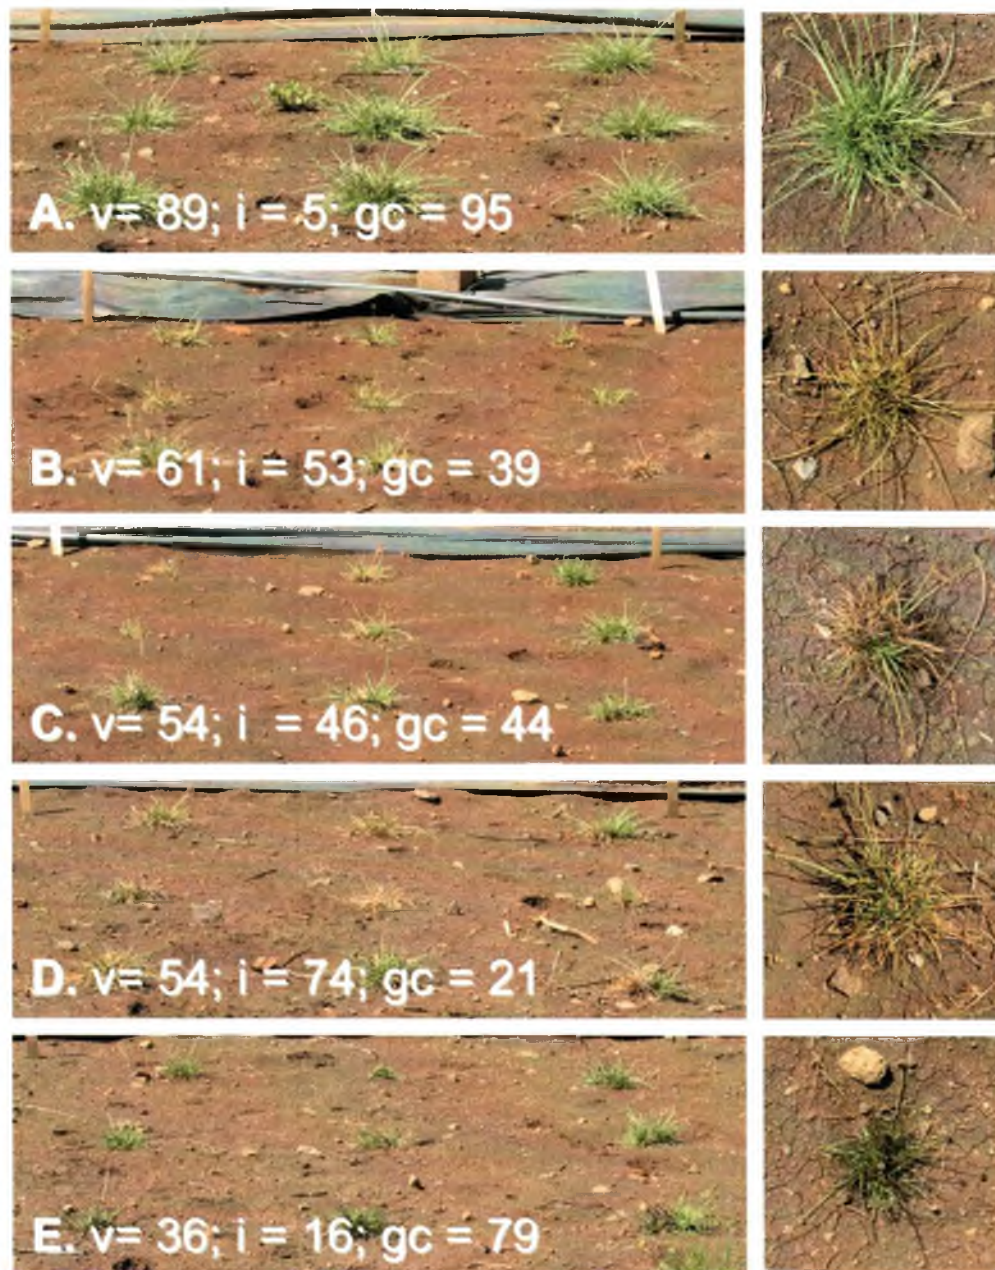 A. v= 89; i = 5; gc = 95
B. v= 61; i = 53; gc = 39
C. v= 54; i = 46; gc = 44
D. v= 54; i = 74; gc = 21
E. v= 36; i = 16; gc = 79